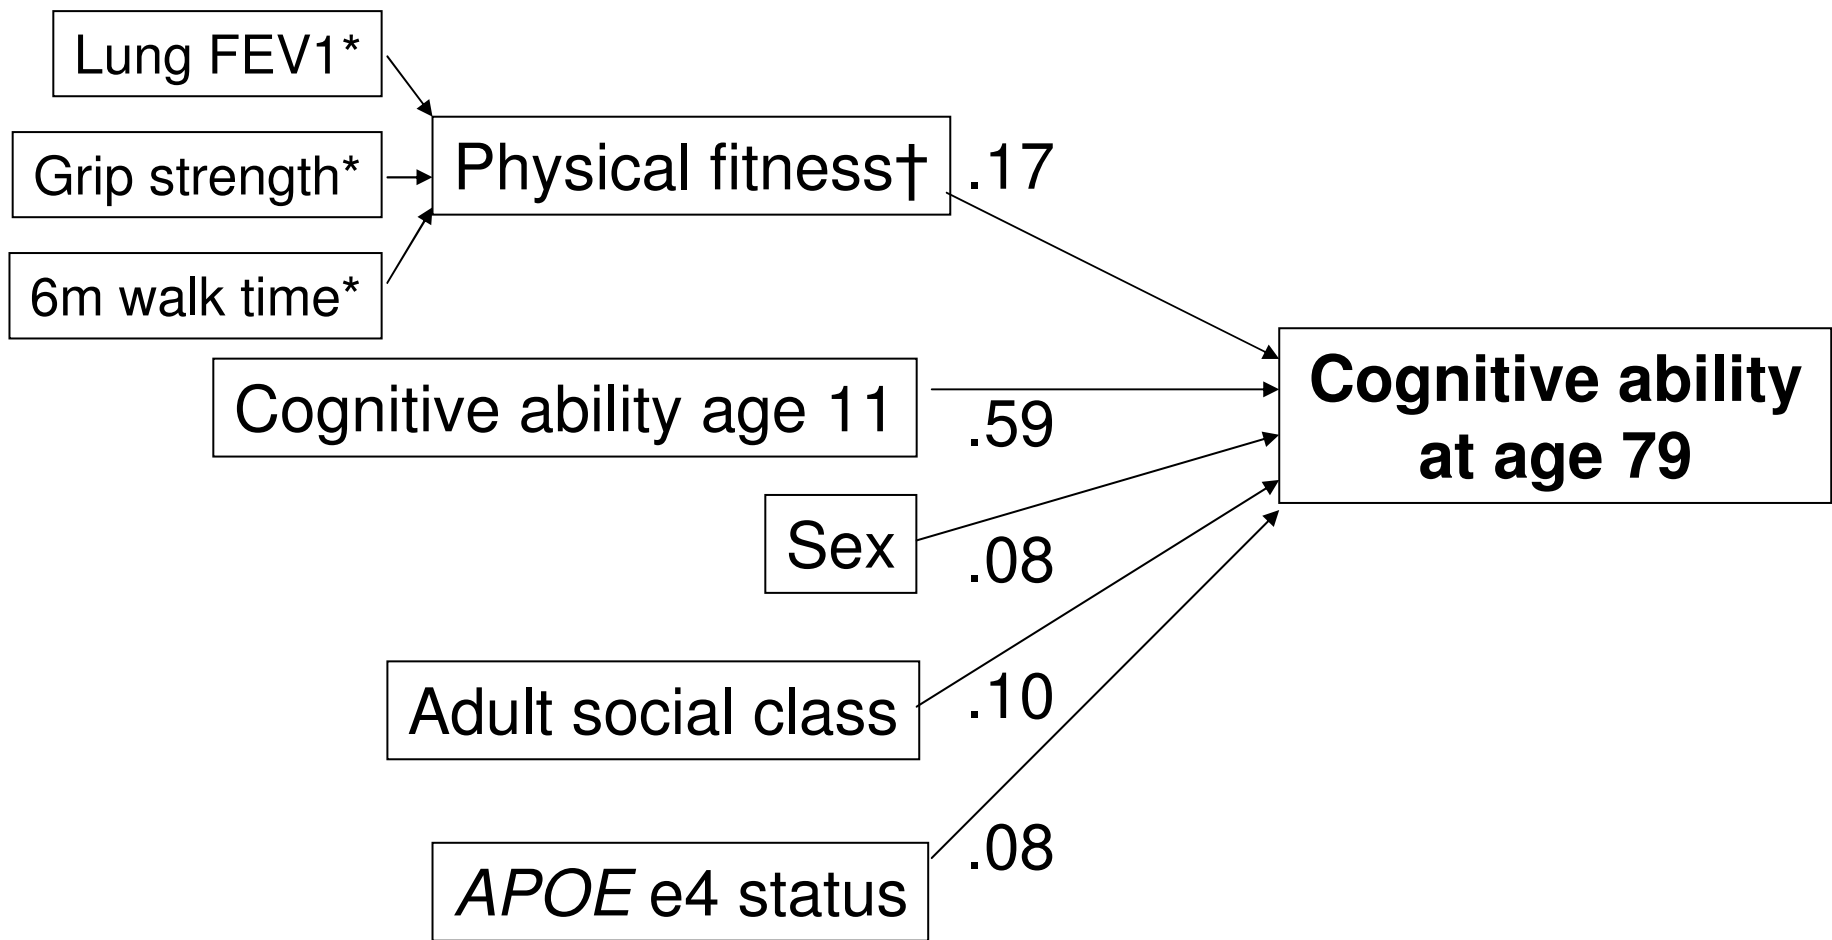 Lung FEV1*
Grip strength*
6m walk time*
Physical fitness†
.17
Cognitive ability age 11
.59
Sex
.08
Adult social class
.10
APOE e4 status
.08
Cognitive ability
at age 79